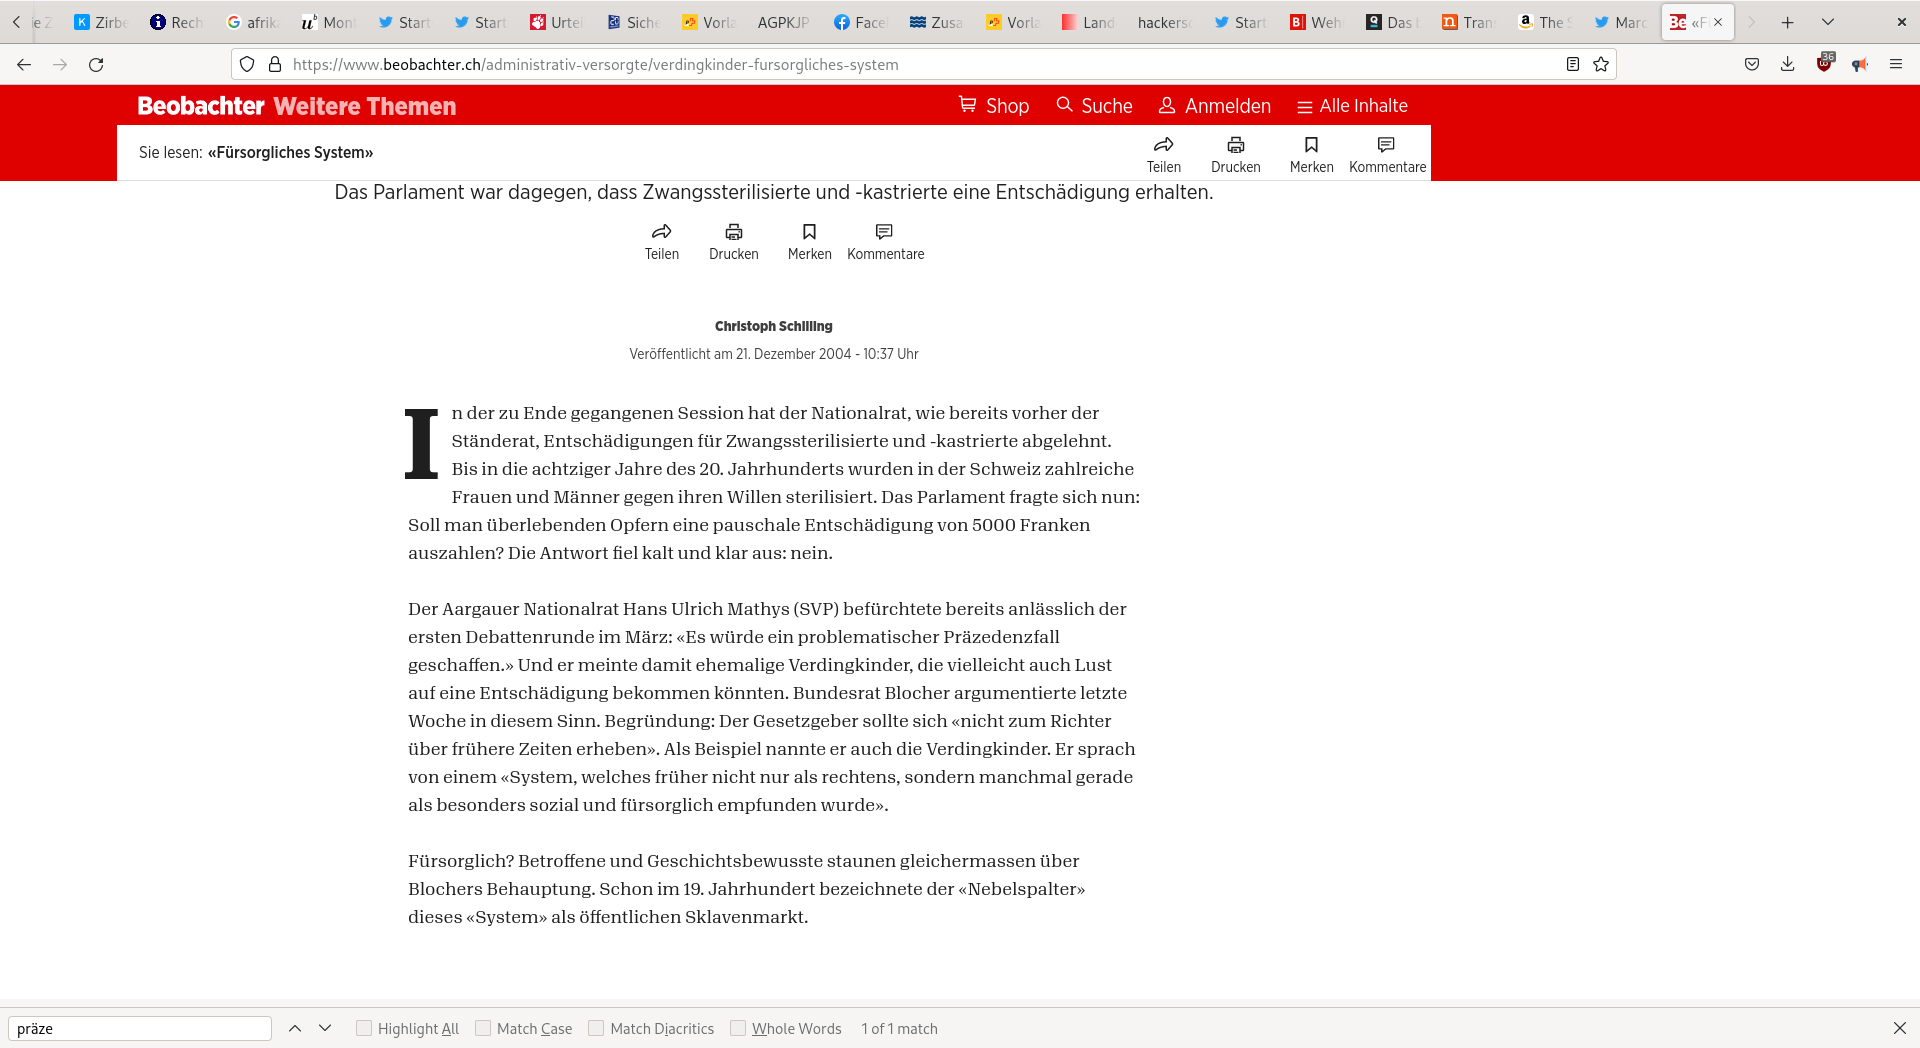 Zirbe
Rech
afrika
Mont
Start
Start
Urtei
Siche
Vorla
AGPKJP
Face
Zusa
Vorla
Land
hackers
Start
Weh
Das
Tran
The
Marc
https://www.beobachter.ch/administrativ-versorgte/verdingkinder-fursorgliches-system
36
Beobachter Weitere Themen
Shop
Suche
Anmelden
Alle Inhalte
Sie lesen: «Fürsorgliches System»
Teilen
Drucken
Merken
Kommentare
Das Parlament war dagegen, dass Zwangssterilisierte und -kastrierte eine Entschädigung erhalten.
Teilen
Drucken
Merken
Kommentare
Christoph Schilling
Veröffentlicht am 21. Dezember 2004 - 10:37 Uhr
In der zu Ende gegangenen Session hat der Nationalrat, wie bereits vorher der
Ständerat, Entschädigungen für Zwangssterilisierte und -kastrierte abgelehnt.
Bis in die achtziger Jahre des 20. Jahrhunderts wurden in der Schweiz zahlreiche
Frauen und Männer gegen ihren Willen sterilisiert. Das Parlament fragte sich nun:
Soll man überlebenden Opfern eine pauschale Entschädigung von 5000 Franken
auszahlen? Die Antwort fiel kalt und klar aus: nein.
Der Aargauer Nationalrat Hans Ulrich Mathys (SVP) befürchtete bereits anlässlich der
ersten Debattenrunde im März: «Es würde ein problematischer Präzedenzfall
geschaffen.» Und er meinte damit ehemalige Verdingkinder, die vielleicht auch Lust
auf eine Entschädigung bekommen könnten. Bundesrat Blocher argumentierte letzte
Woche in diesem Sinn. Begründung: Der Gesetzgeber sollte sich «nicht zum Richter
über frühere Zeiten erheben». Als Beispiel nannte er auch die Verdingkinder. Er sprach
von einem «System, welches früher nicht nur als rechtens, sondern manchmal gerade
als besonders sozial und fürsorglich empfunden wurde».
Fürsorglich? Betroffene und Geschichtsbewusste staunen gleichermassen über
Blochers Behauptung. Schon im 19. Jahrhundert bezeichnete der «Nebelspalter»
dieses «System» als öffentlichen Sklavenmarkt.
präze
Highlight All
Match Case
Match Diacritics
Whole Words
1 of 1 match